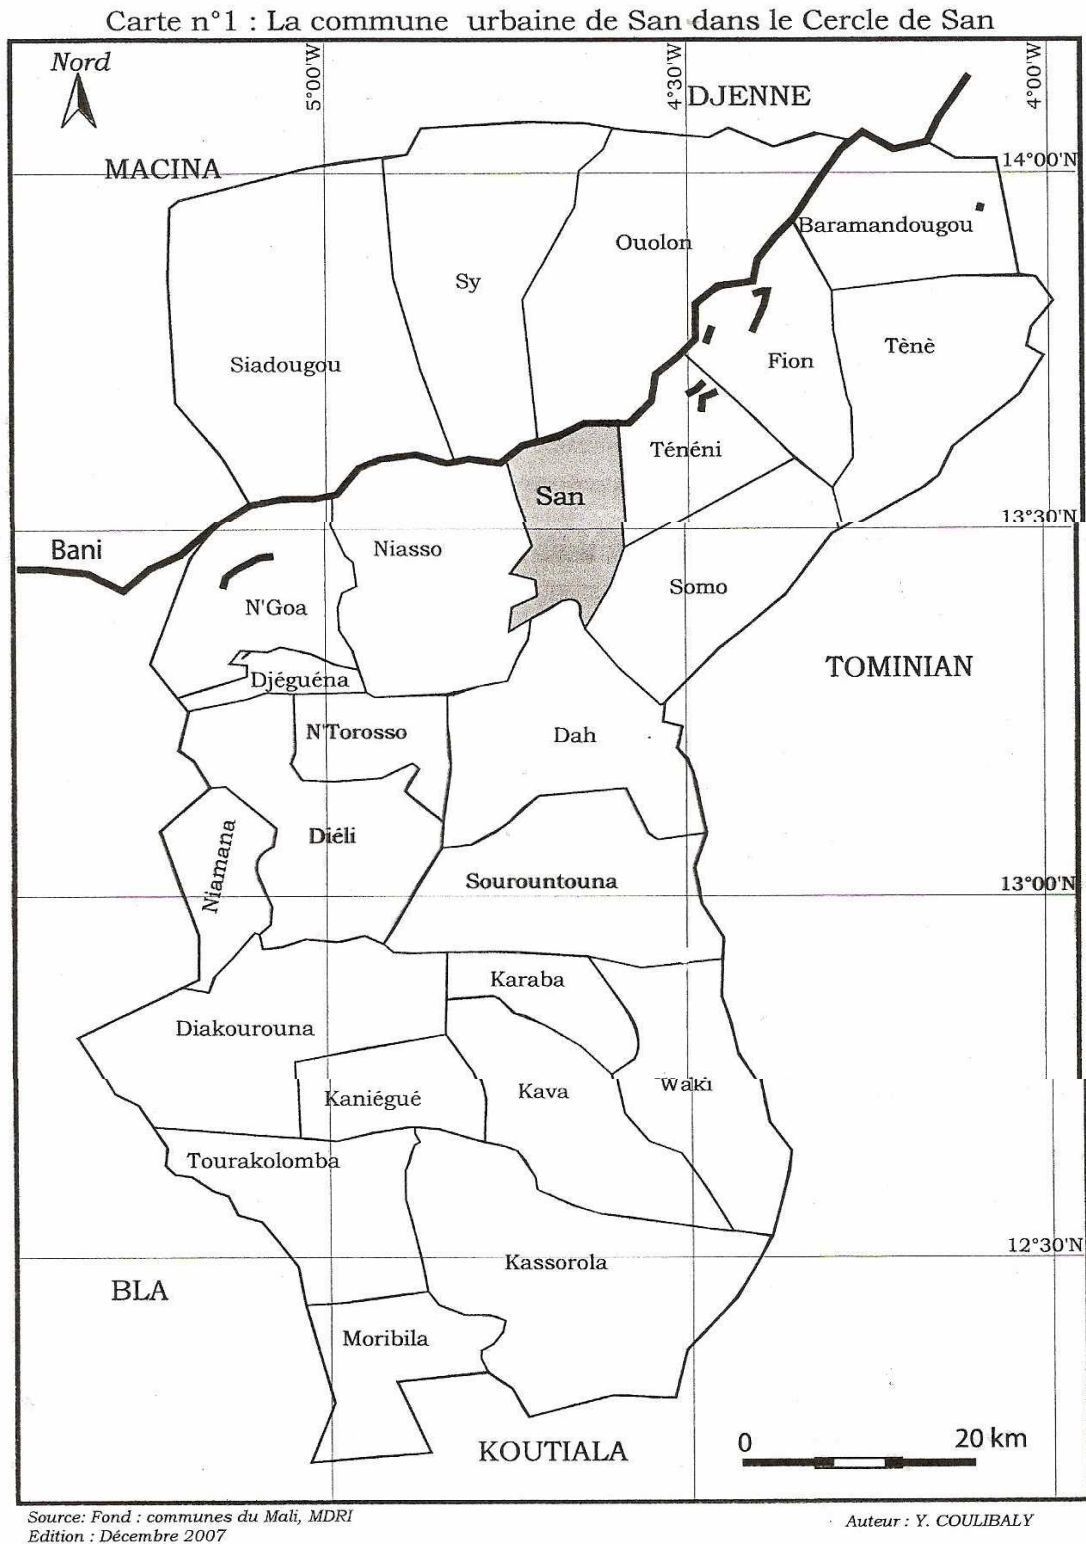 Carte n°1 : La commune urbaine de San dans le Cercle de San
Nord
5°00'W
4°30'W
4°00'W
DJENNE
MACINA
14°00'N
Baramandougou
Ouolon
Sy
Siadougou
Fion
Tènè
Ténéni
San
13°30'N
Bani
Niasso
N'Goa
Somo
Djéguéna
TOMINIAN
N'Torosso
Dah
Diéli
Niamana
Sourountouna
13°00'N
Karaba
Diakourouna
Kaniégué
Kava
Waki
Tourakolomba
12°30'N
Kassorola
BLA
Moribila
KOUTIALA
0 20 km
Source: Fond : communes du Mali, MDRI
Edition : Décembre 2007
Auteur : Y. COULIBALY